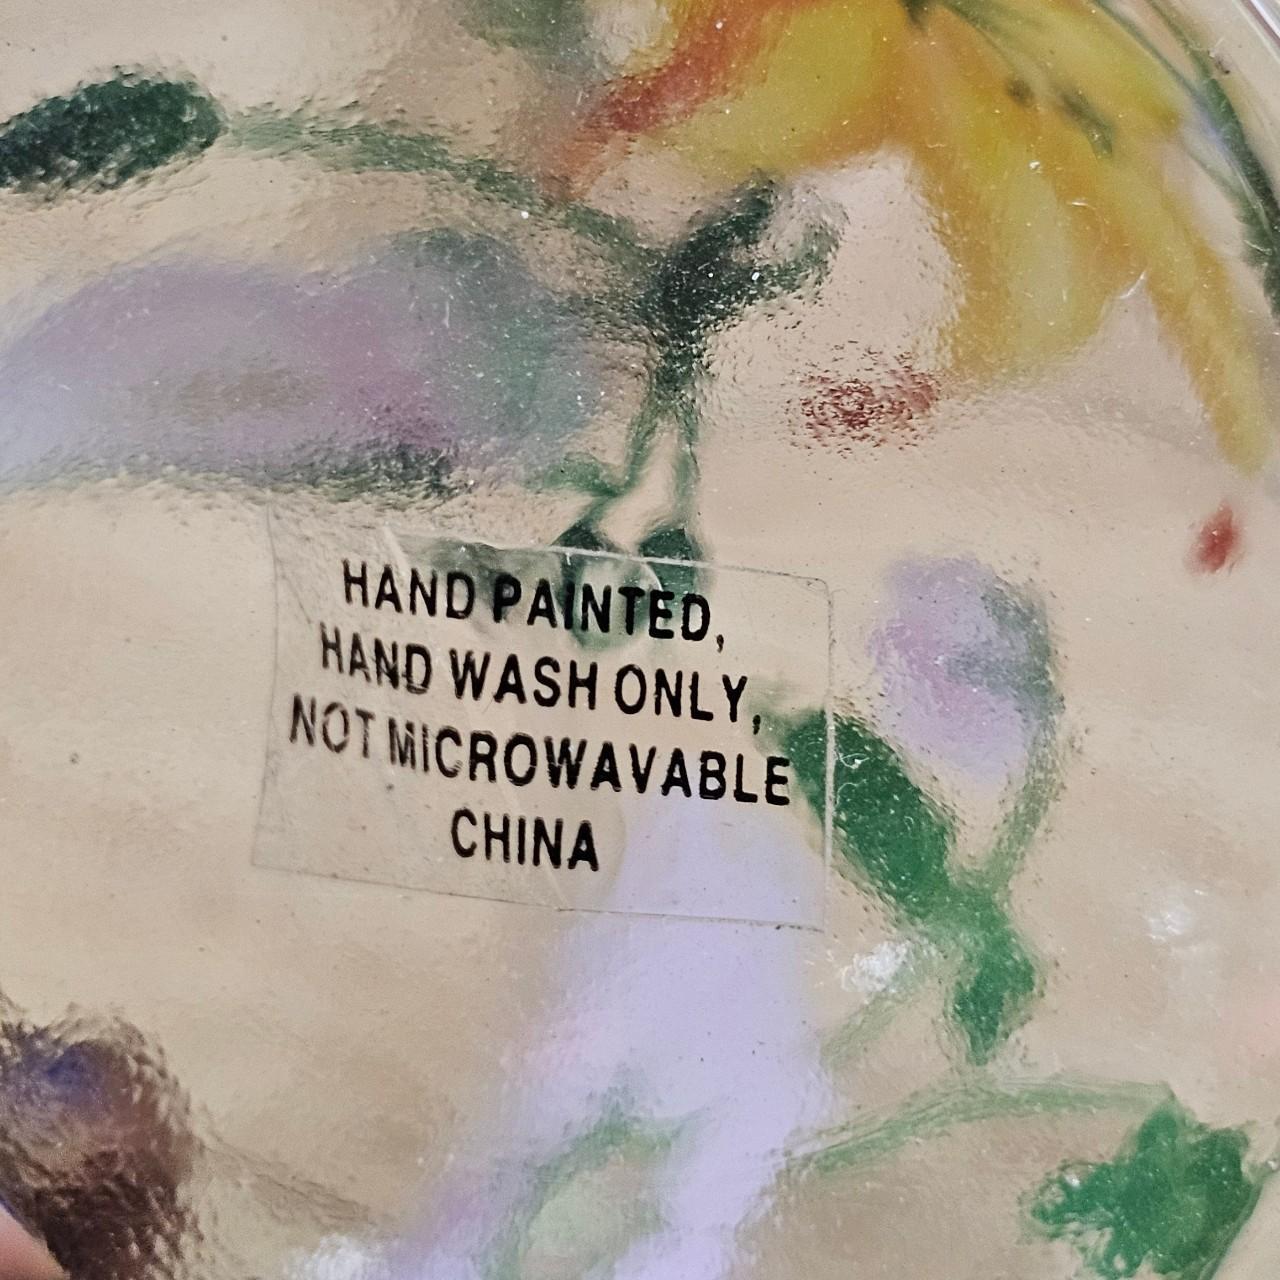 HAND PAINTED,
HAND WASH ONLY,
NOT MICROWAVABLE
CHINA